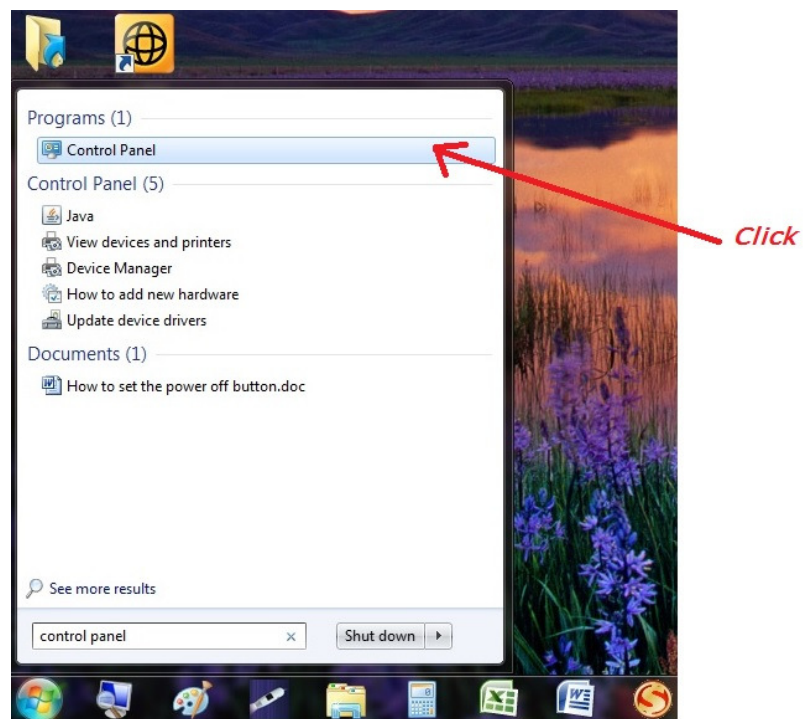 Programs (1)
Control Panel
Click
Control Panel (5)
Java
View devices and printers
Device Manager
How to add new hardware
Update device drivers
Documents (1)
How to set the power off button.doc
See more results
control panel
Shut down